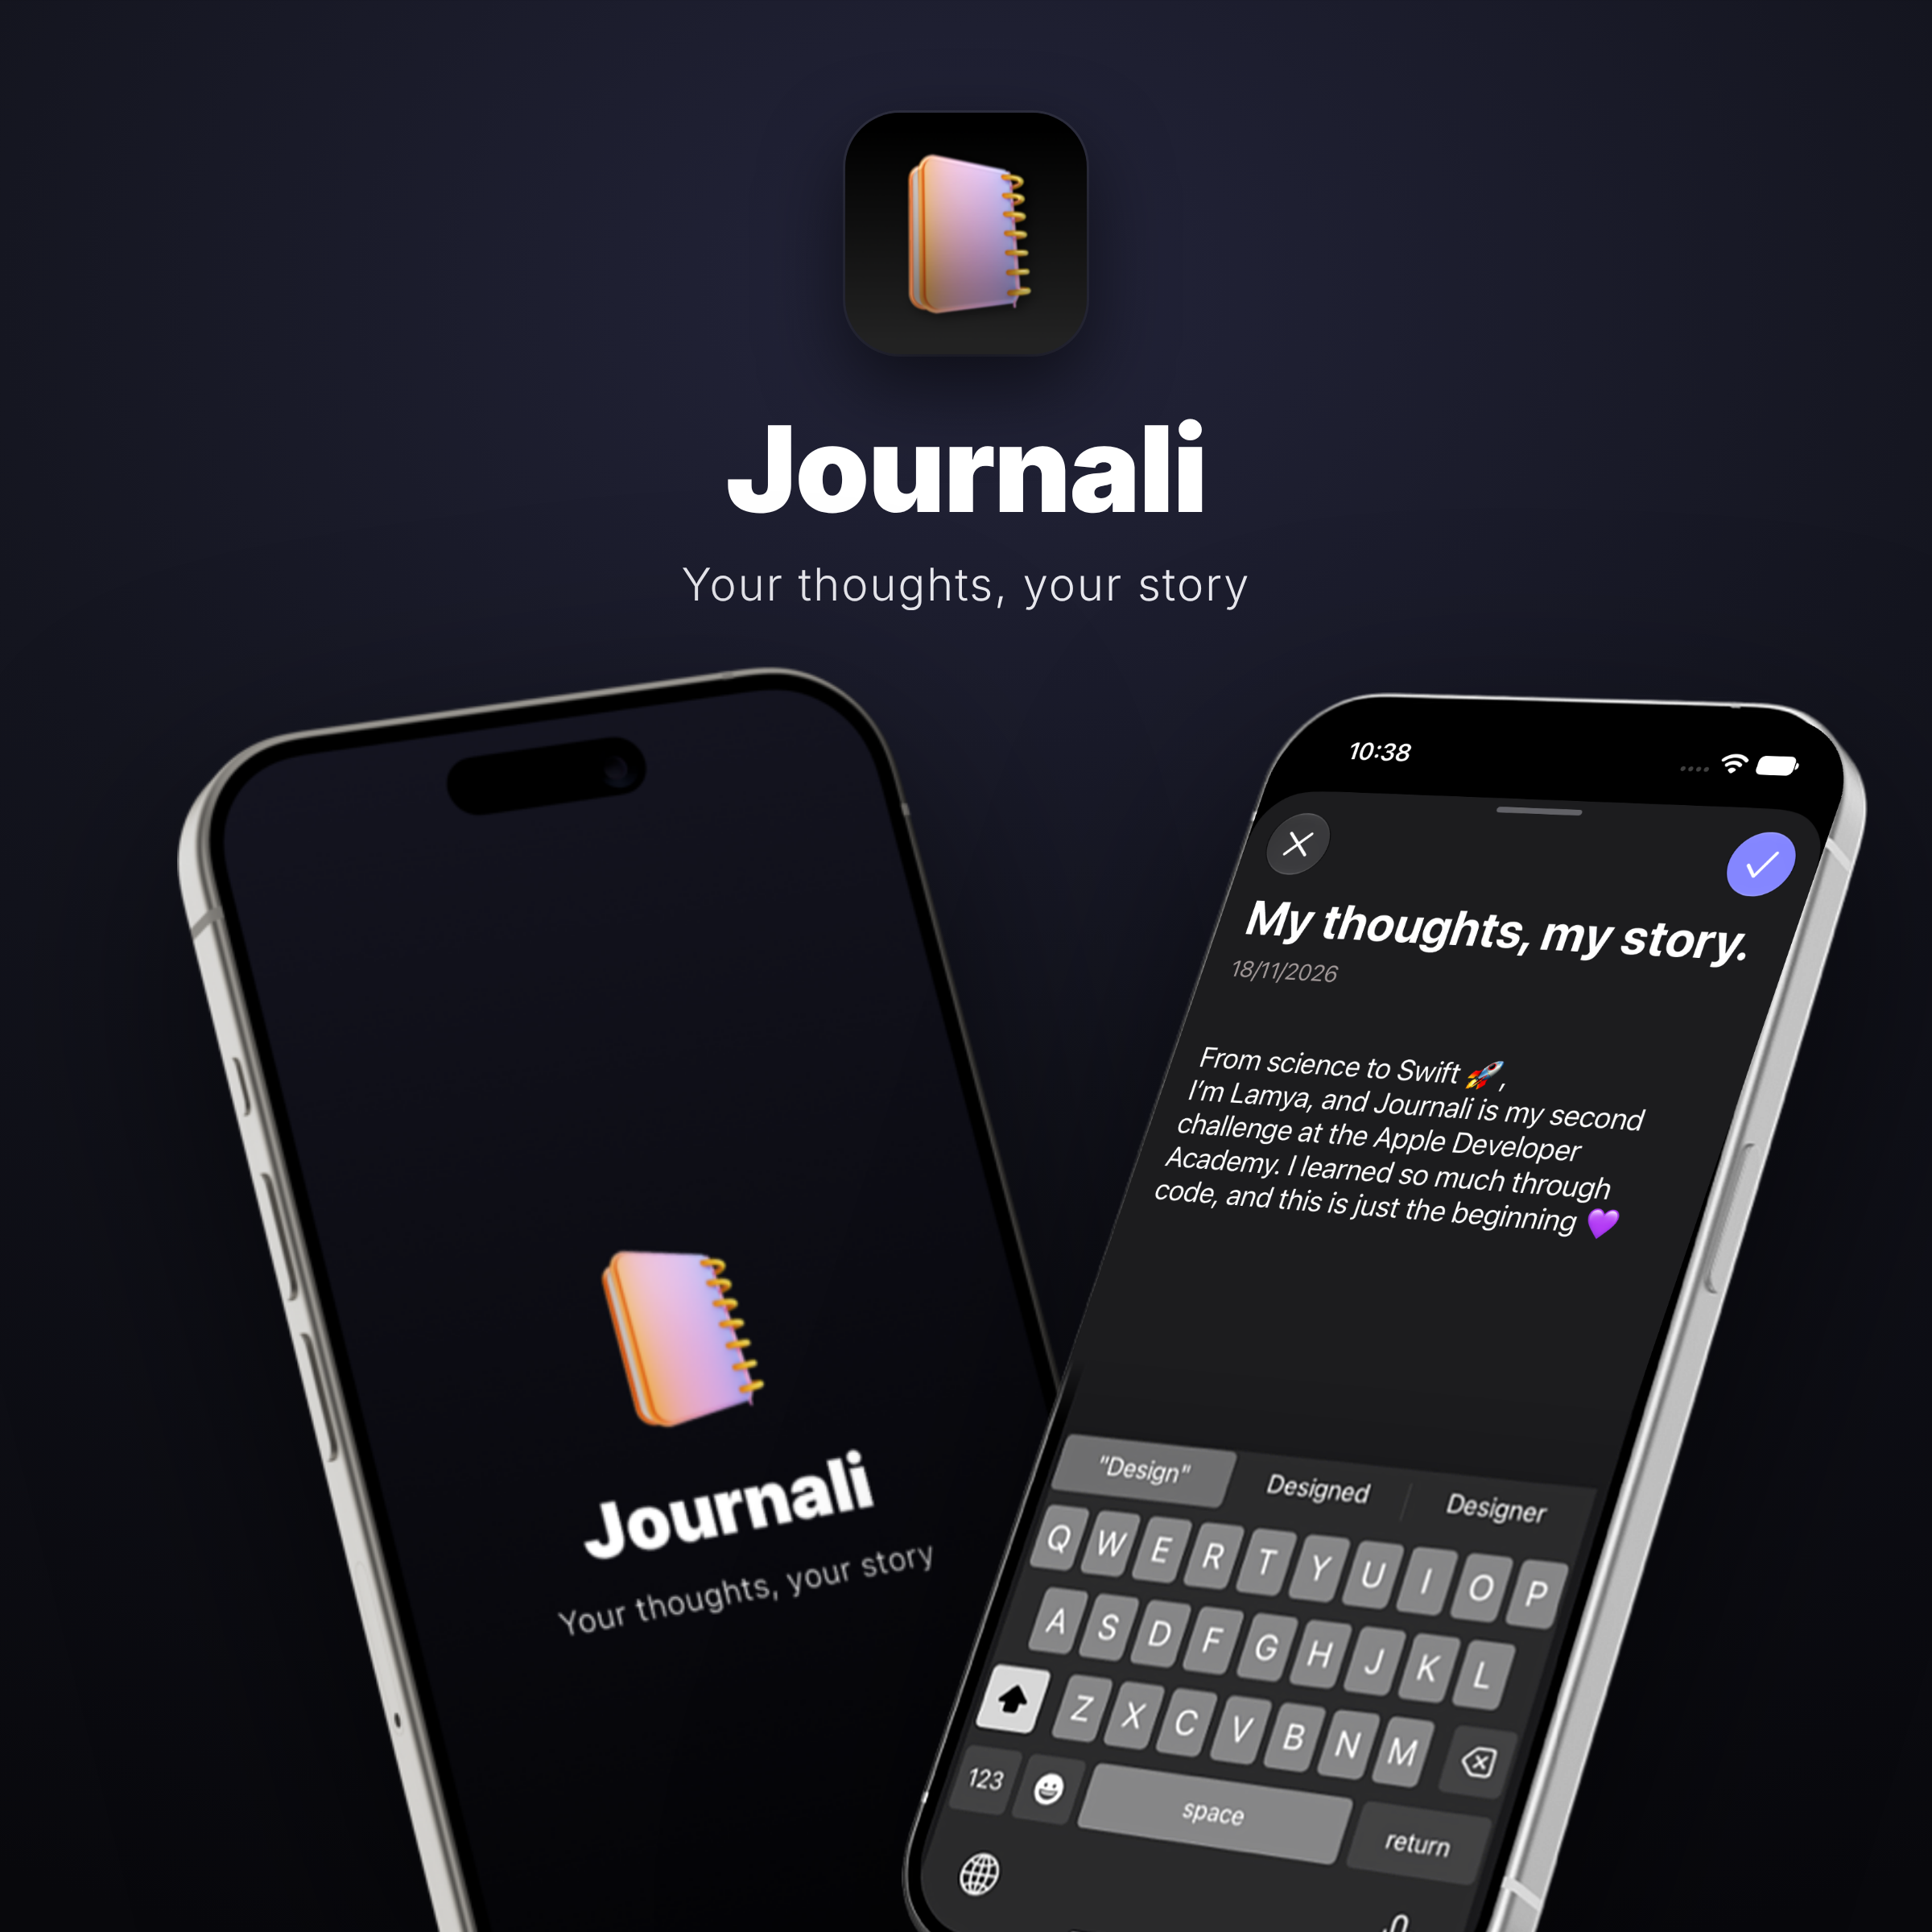 Journali
Your thoughts, your story
Journali
Your thoughts, your story
10:38
My thoughts, my story.
18/11/2026
From science to Swift 🚀,
I'm Lamya, and Journali is my second
challenge at the Apple Developer
Academy. I learned so much through
code, and this is just the beginning 💜
"Design" Designed Designer
Q W E R T Y U I O P
A S D F G H J K L
Z X C V B N M
123 space return